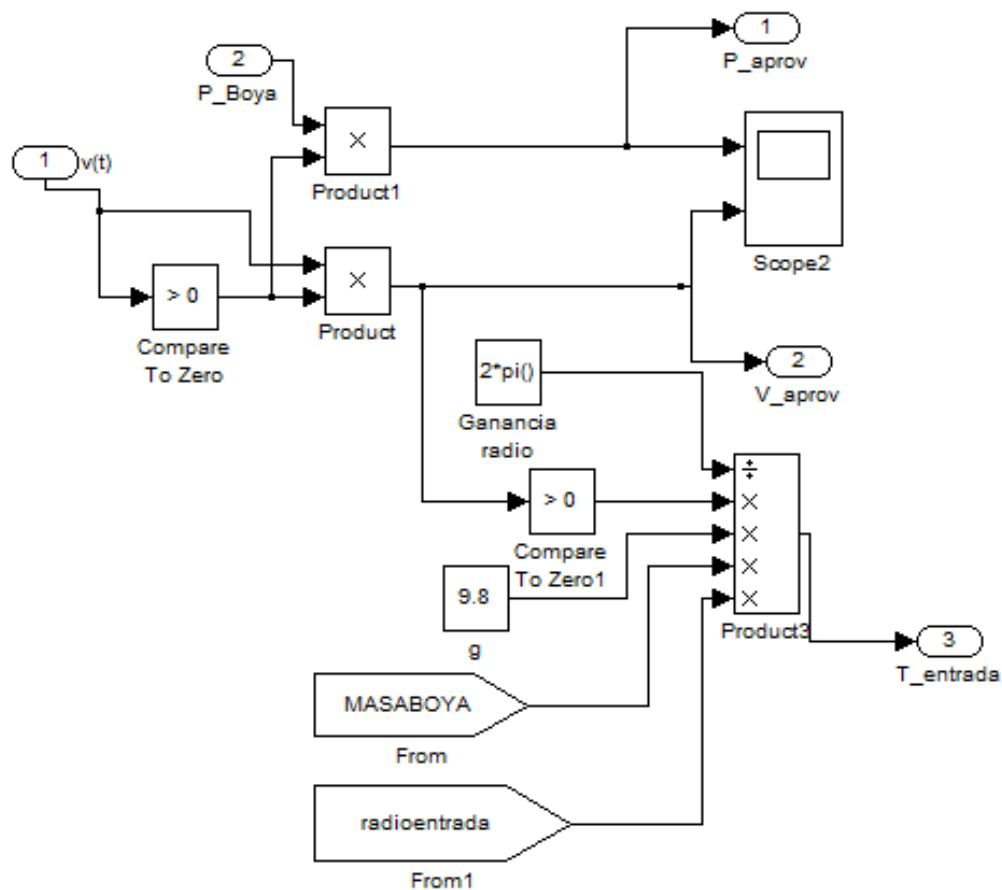 1
P_aprov
2
P_Boya
×
Product1
1
v(t)
Scope2
×
Product
> 0
Compare
To Zero
2
V_aprov
2*pi()
Ganancia
radio
÷
×
×
×
×
Product3
> 0
Compare
To Zero1
9.8
g
3
T_entrada
MASABOYA
From
radioentrada
From1